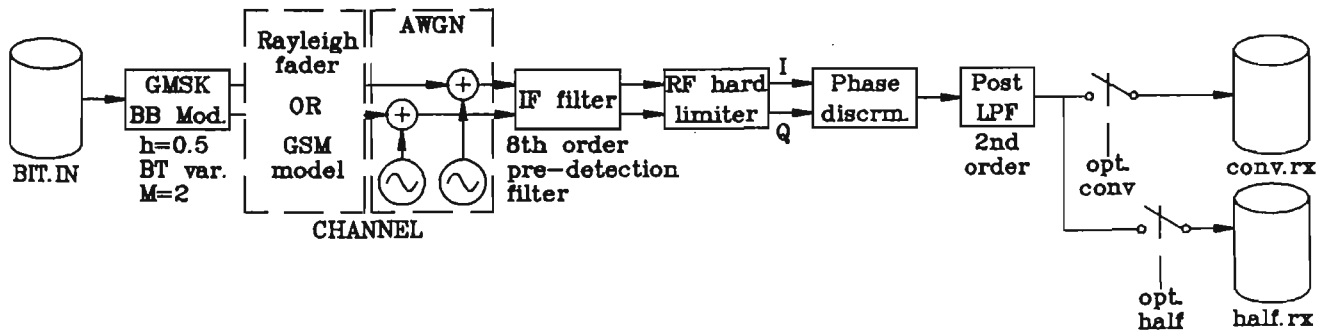 BIT.IN
GMSK
BB Mod.
h=0.5
BT var.
M=2
Rayleigh
fader
OR
GSM
model
AWGN
CHANNEL
IF filter
8th order
pre-detection
filter
RF hard
limiter
I
Q
Phase
discrm.
Post
LPF
2nd
order
opt.
conv
conv.rx
opt.
half
half.rx